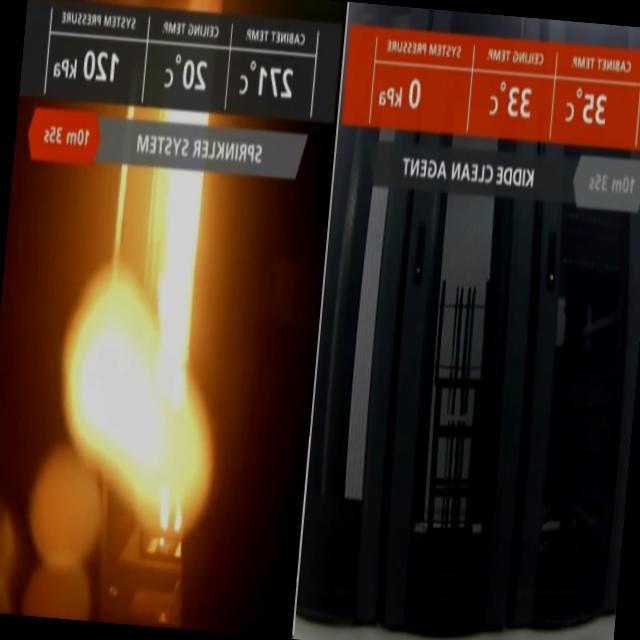 CABINET TEMP. CEILING TEMP. SYSTEM PRESSURE
35°C 33°C 0 kPa
KIDDE CLEAN AGENT
10m 35s
CABINET TEMP. CEILING TEMP. SYSTEM PRESSURE
271°C 20°C 120 kPa
SPRINKLER SYSTEM
10m 35s